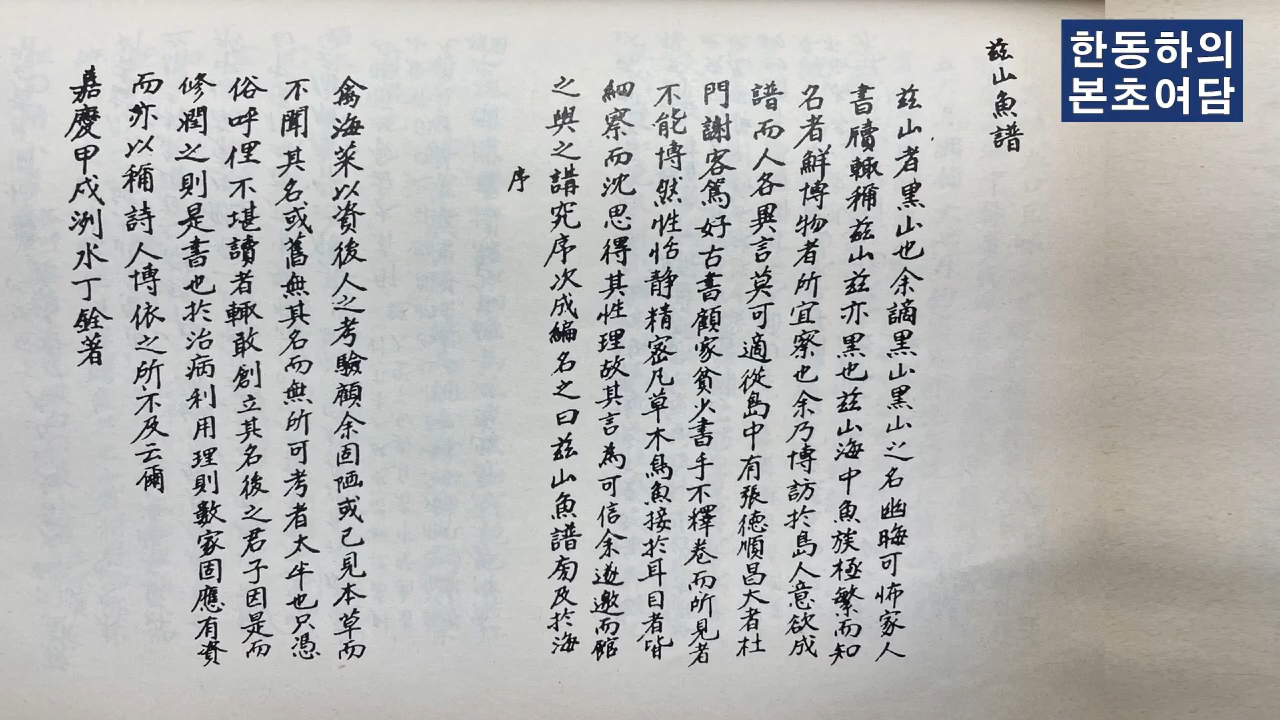 한동하의
본초여담
玆山魚譜
玆山者黑山也余謫黑山黑山之名幽晦可怖家人
書牘輒稱玆山玆亦黑也玆山海中魚族極繁而知
名者鮮博物者所宜察也余乃博訪於島人意欲成
譜而人各異言莫可適從島中有張德順昌大者杜
門謝客篤好古書顧家貧少書手不釋卷而所見者
不能博然性恬靜精密凡草木鳥魚接於耳目者皆
細察而沈思得其性理故其言為可信余遂邀而館
之與之講究序次成編名之曰玆山魚譜旁及於海
序
禽海菜以資後人之考驗顧余固陋或已見本草而
不聞其名或舊無其名而無所可考者太半也只憑
俗呼俚不堪讀者輒敢創立其名後之君子因是而
修潤之則是書也於治病利用理則數家固應有資
而亦以稱詩人博依之所不及云爾
嘉慶甲戌洌水丁銓著